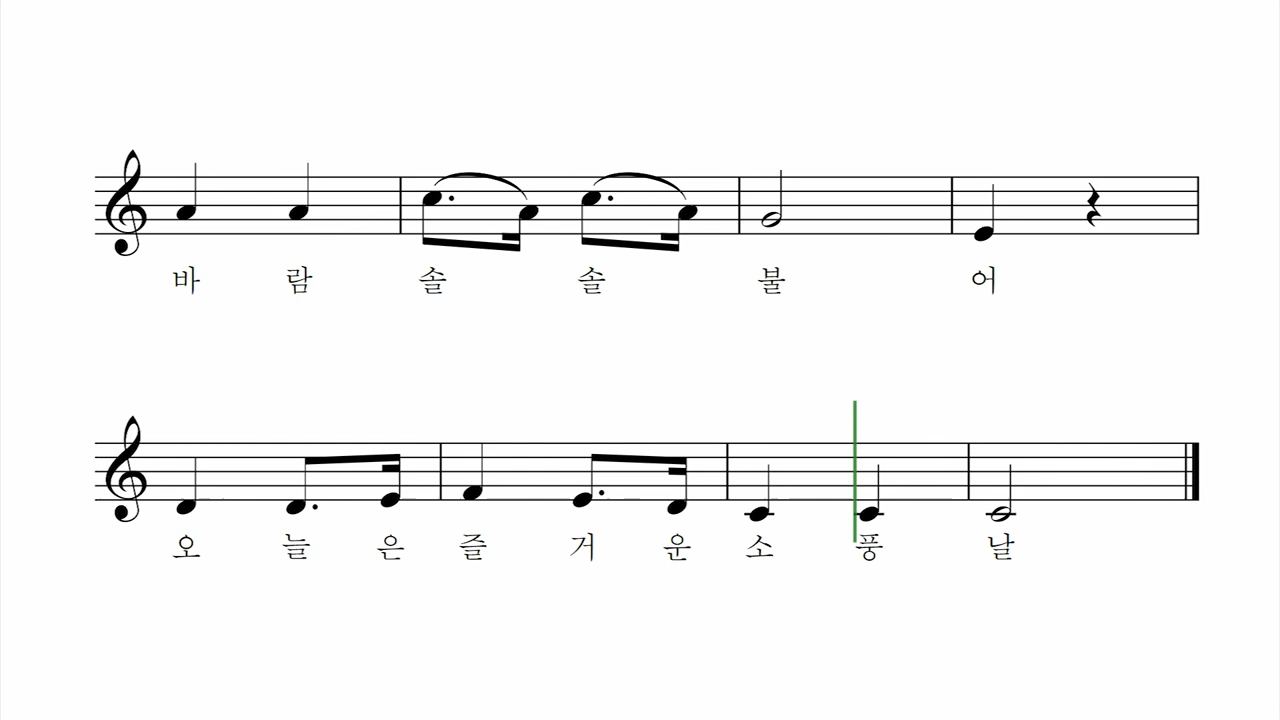 바 람 솔 솔 불 어
오 늘 은 즐 거 운 소 풍 날